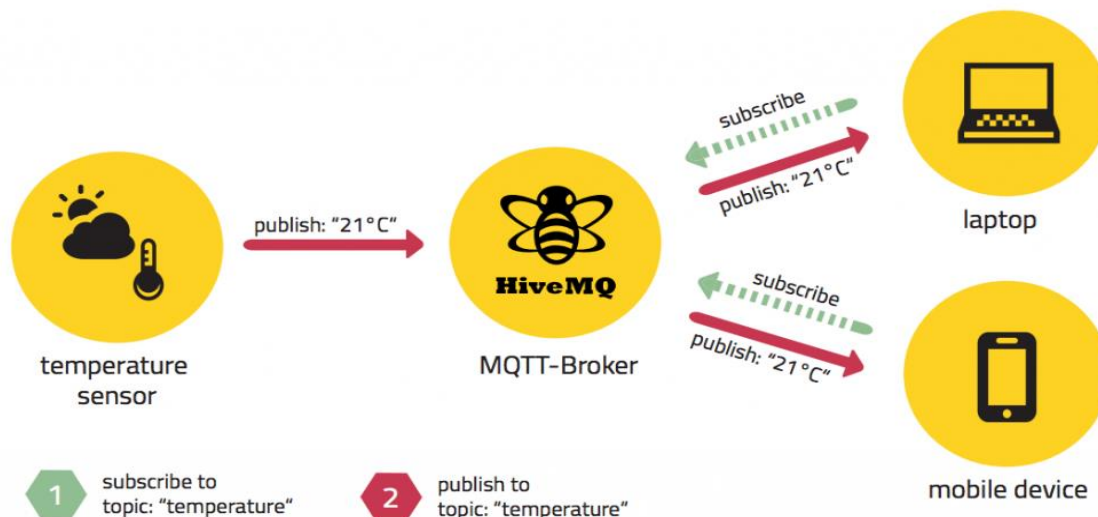 subscribe
publish: "21°C"
laptop
publish: "21°C"
HiveMQ
subscribe
publish: "21°C"
temperature
sensor
MQTT-Broker
mobile device
1
subscribe to
topic: "temperature"
2
publish to
topic: "temperature"